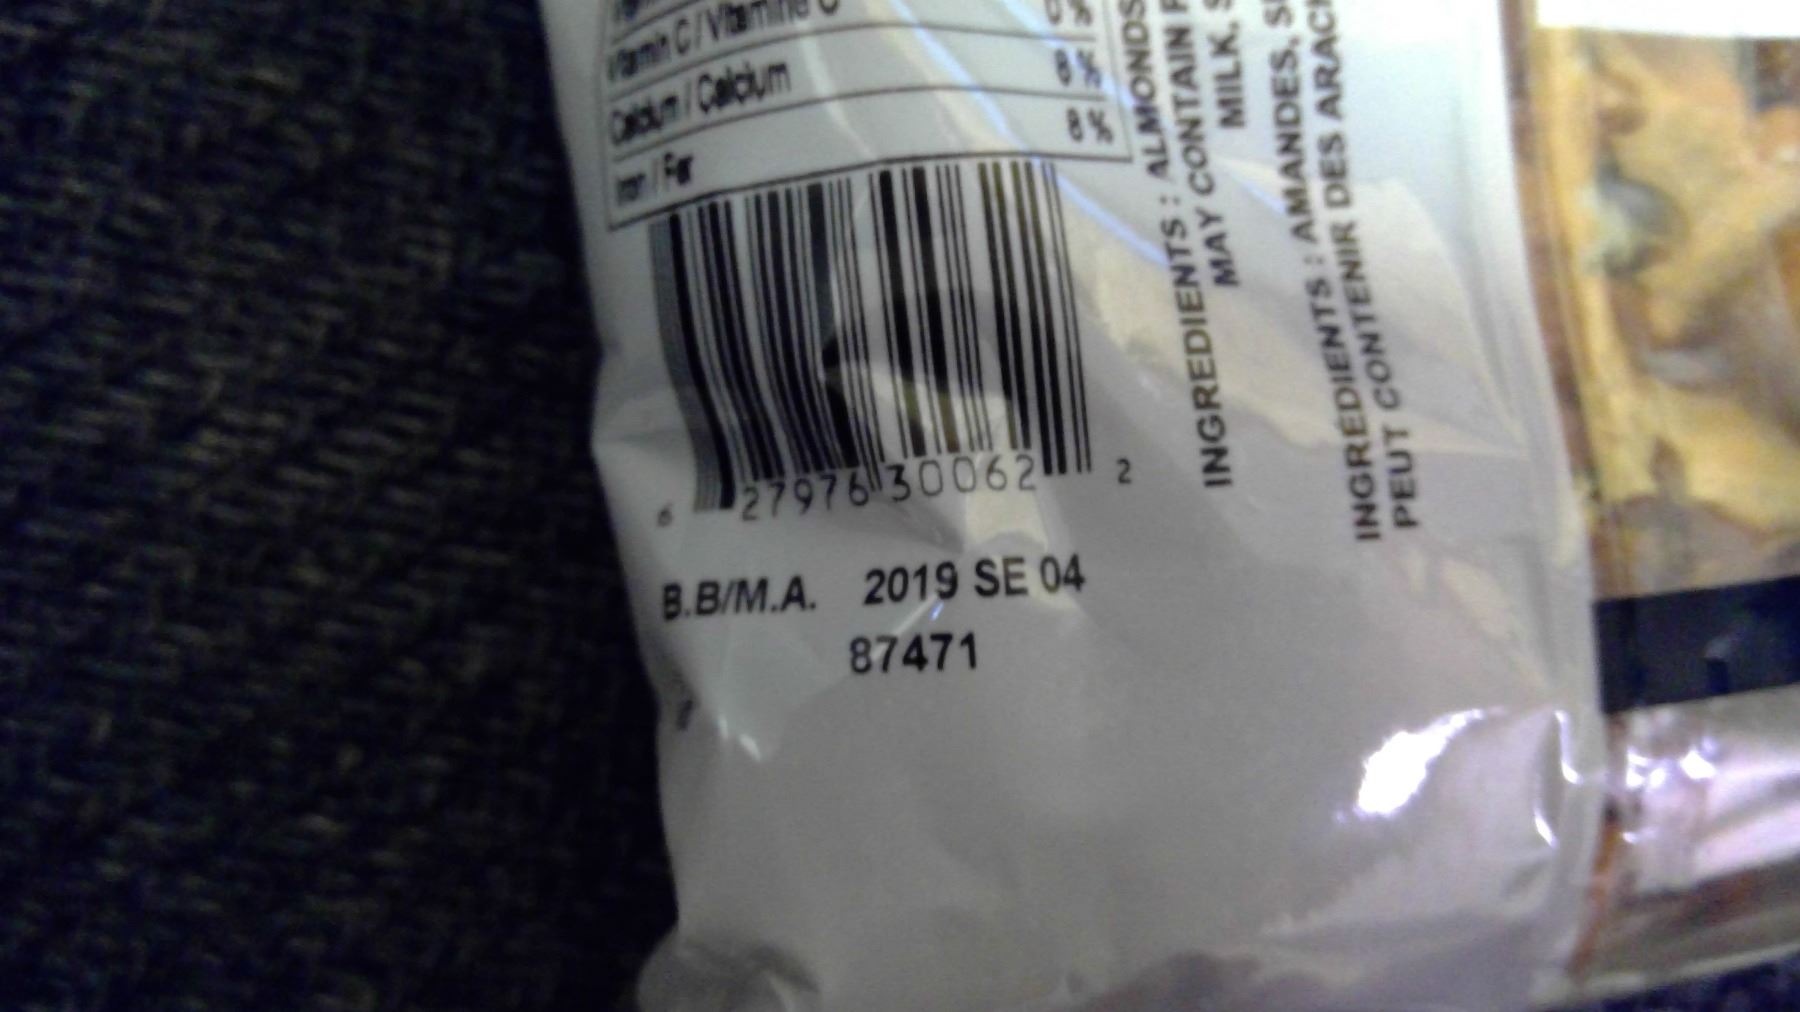 Vitamin C / Vitamine C 0 %
Calcium / Calcium 8 %
Iron / Fer 8 %
6 27976 30062 2
B.B/M.A. 2019 SE 04
87471
INGREDIENTS : ALMONDS
MAY CONTAIN
MILK,
INGRÉDIENTS : AMANDES,
PEUT CONTENIR DES